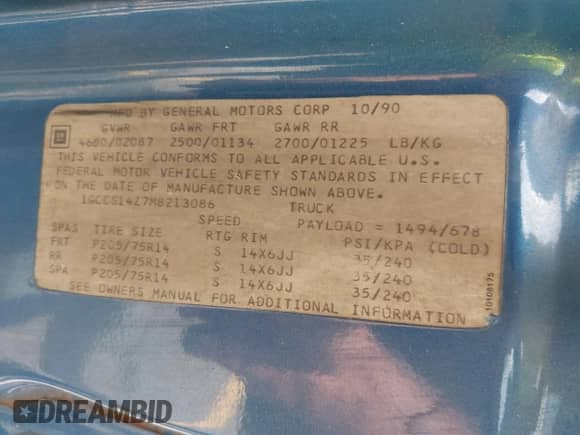 MFD BY GENERAL MOTORS CORP 10/90
GM GVWR GAWR FRT GAWR RR
4600/02087 2500/01134 2700/01225 LB/KG
THIS VEHICLE CONFORMS TO ALL APPLICABLE U.S.
FEDERAL MOTOR VEHICLE SAFETY STANDARDS IN EFFECT
ON THE DATE OF MANUFACTURE SHOWN ABOVE.
1GCCS14Z7M8213086 TRUCK
SPEED PAYLOAD = 1494/678
SPAS TIRE SIZE RTG RIM PSI/KPA (COLD)
FRT P205/75R14 S 14X6JJ 35/240
RR P205/75R14 S 14X6JJ 35/240
SPA P205/75R14 S 14X6JJ 35/240
SEE OWNERS MANUAL FOR ADDITIONAL INFORMATION
10108175
DREAMBID